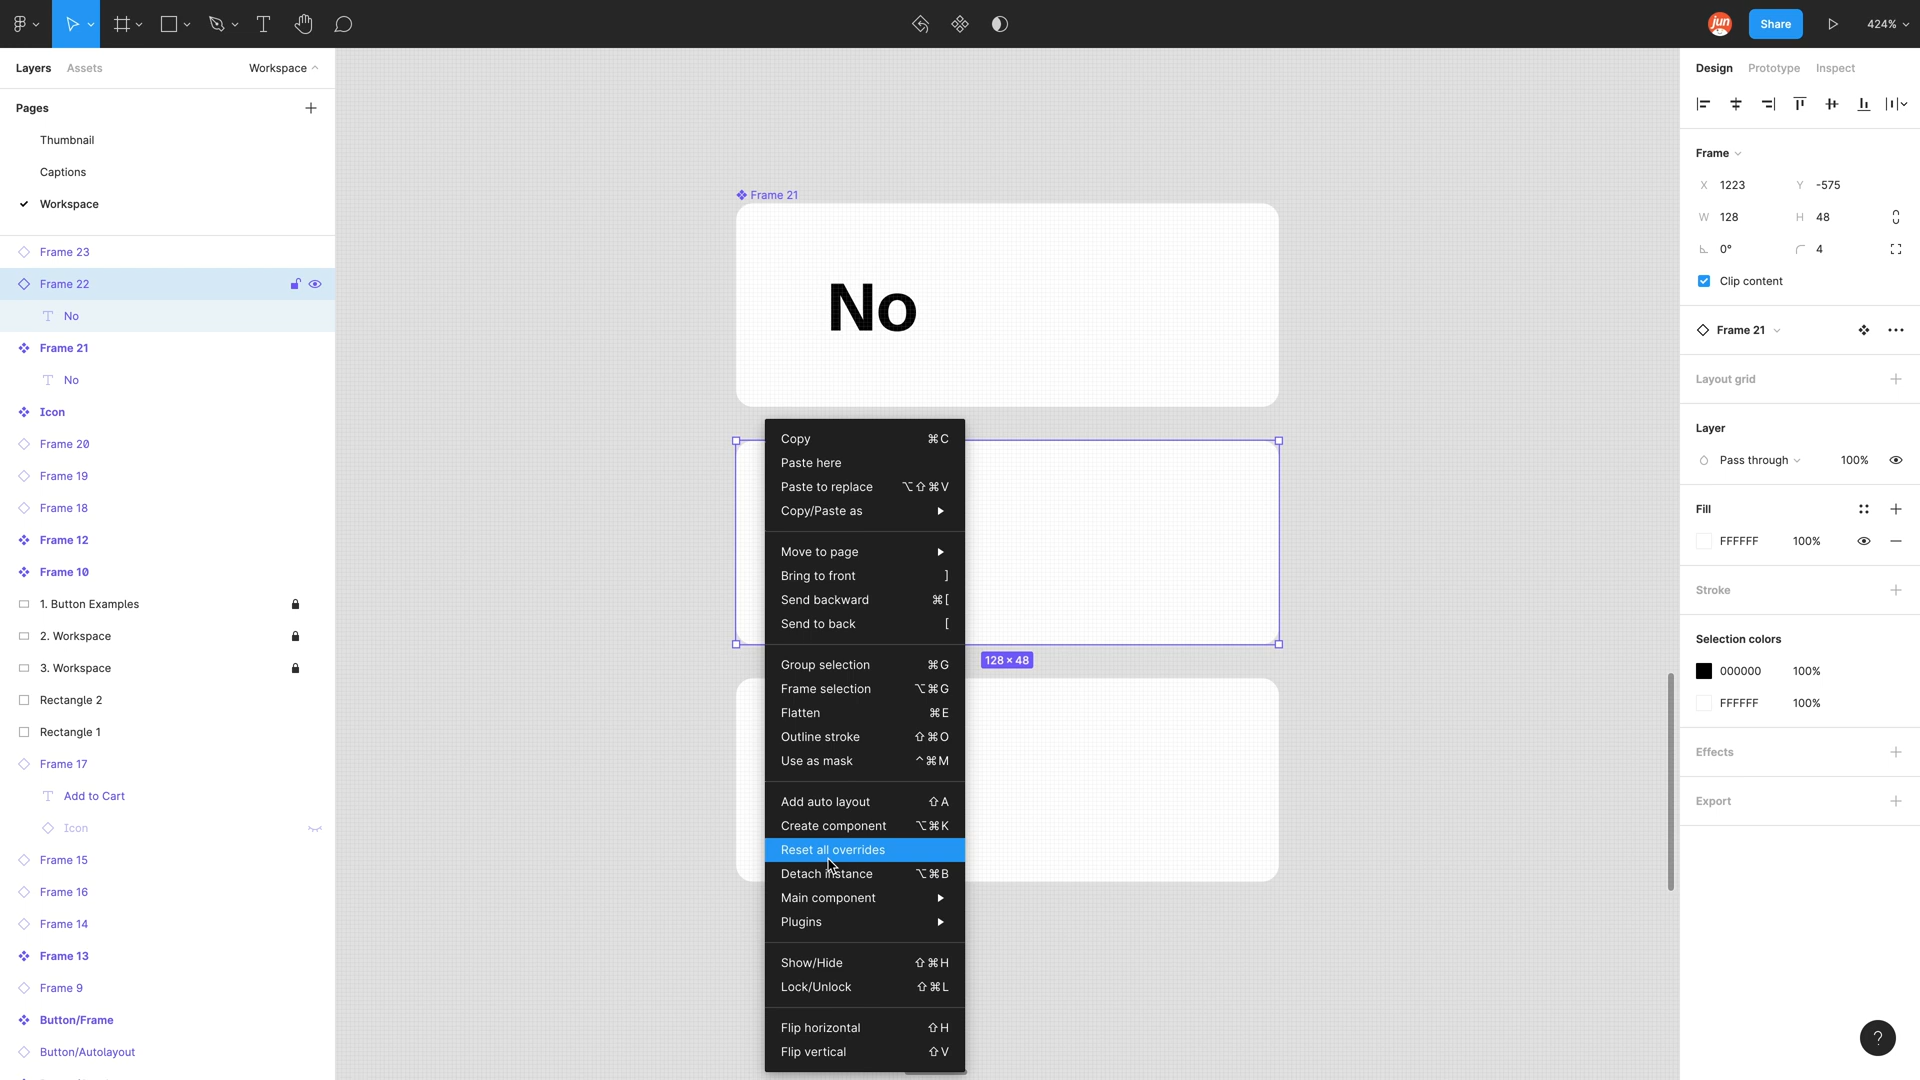 jun
Share
424%
Layers Assets Workspace
Pages
Thumbnail
Captions
Workspace
Frame 23
Frame 22
No
Frame 21
No
Icon
Frame 20
Frame 19
Frame 18
Frame 12
Frame 10
1. Button Examples
2. Workspace
3. Workspace
Rectangle 2
Rectangle 1
Frame 17
Add to Cart
Icon
Frame 15
Frame 16
Frame 14
Frame 13
Frame 9
Button/Frame
Button/Autolayout
Frame 21
No
128 × 48
Copy ⌘C
Paste here
Paste to replace ⌥⇧⌘V
Copy/Paste as
Move to page
Bring to front ]
Send backward ⌘[
Send to back [
Group selection ⌘G
Frame selection ⌥⌘G
Flatten ⌘E
Outline stroke ⇧⌘O
Use as mask ^⌘M
Add auto layout ⇧A
Create component ⌥⌘K
Reset all overrides
Detach instance ⌥⌘B
Main component
Plugins
Show/Hide ⇧⌘H
Lock/Unlock ⇧⌘L
Flip horizontal ⇧H
Flip vertical ⇧V
Design Prototype Inspect
Frame
X 1223 Y -575
W 128 H 48
0° 4
Clip content
Frame 21
Layout grid
Layer
Pass through 100%
Fill
FFFFFF 100%
Stroke
Selection colors
000000 100%
FFFFFF 100%
Effects
Export
?